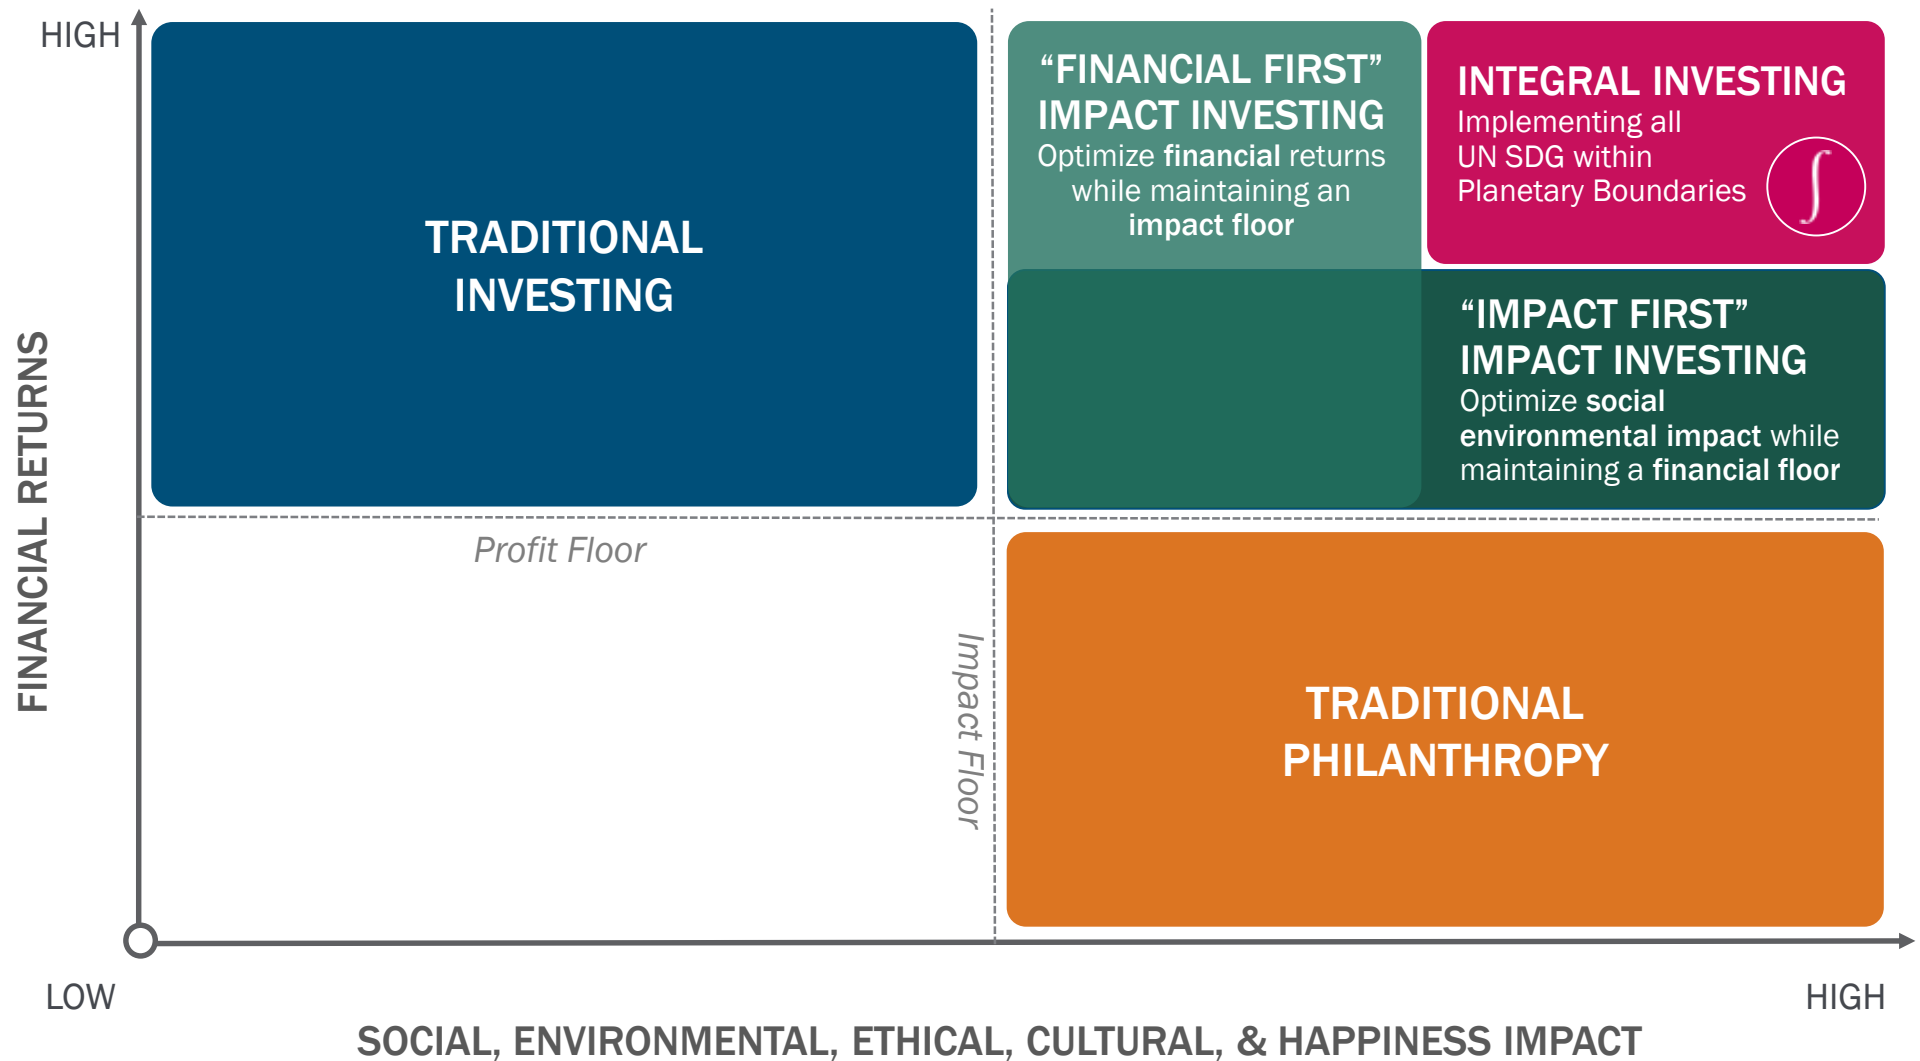 HIGH
FINANCIAL RETURNS
TRADITIONAL
INVESTING
“FINANCIAL FIRST”
IMPACT INVESTING
Optimize financial returns
while maintaining an
impact floor
INTEGRAL INVESTING
Implementing all
UN SDG within
Planetary Boundaries
∫
“IMPACT FIRST”
IMPACT INVESTING
Optimize social
environmental impact while
maintaining a financial floor
Profit Floor
Impact Floor
TRADITIONAL
PHILANTHROPY
LOW
HIGH
SOCIAL, ENVIRONMENTAL, ETHICAL, CULTURAL, & HAPPINESS IMPACT